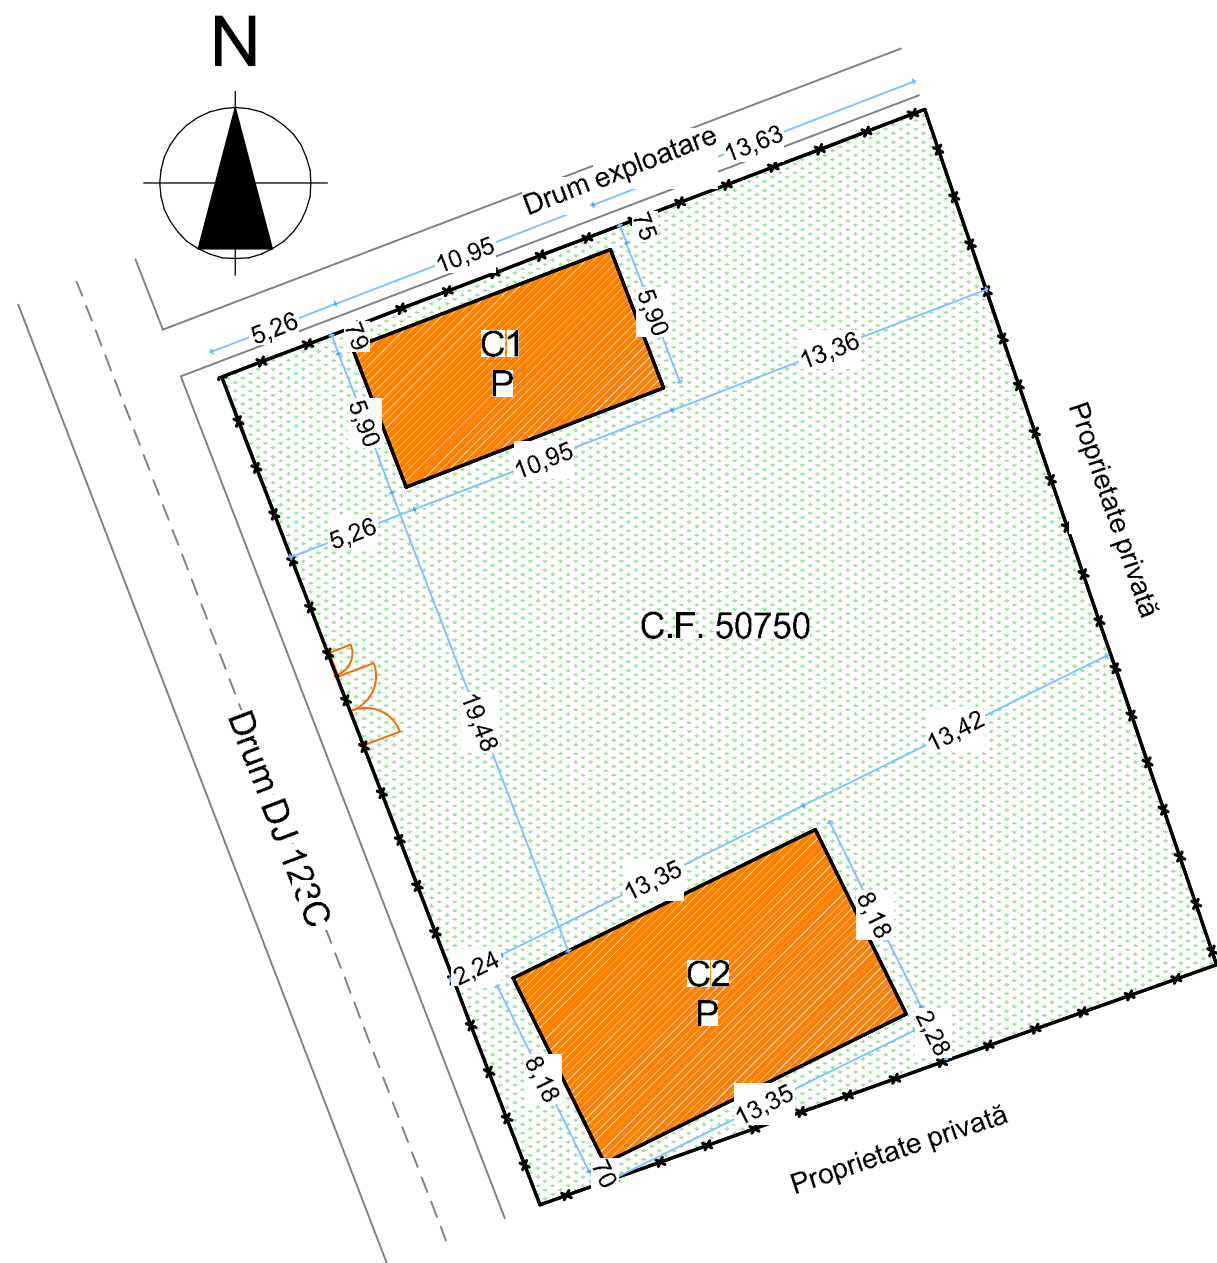 N
13,63
Drum exploatare
75
10,95
5,26
79
C1
P
5,90
13,36
5,90
10,95
5,26
Proprietate privată
C.F. 50750
19,48
13,42
Drum DJ 123C
13,35
8,18
2,24
C2
P
2,28
8,18
13,35
70
Proprietate privată